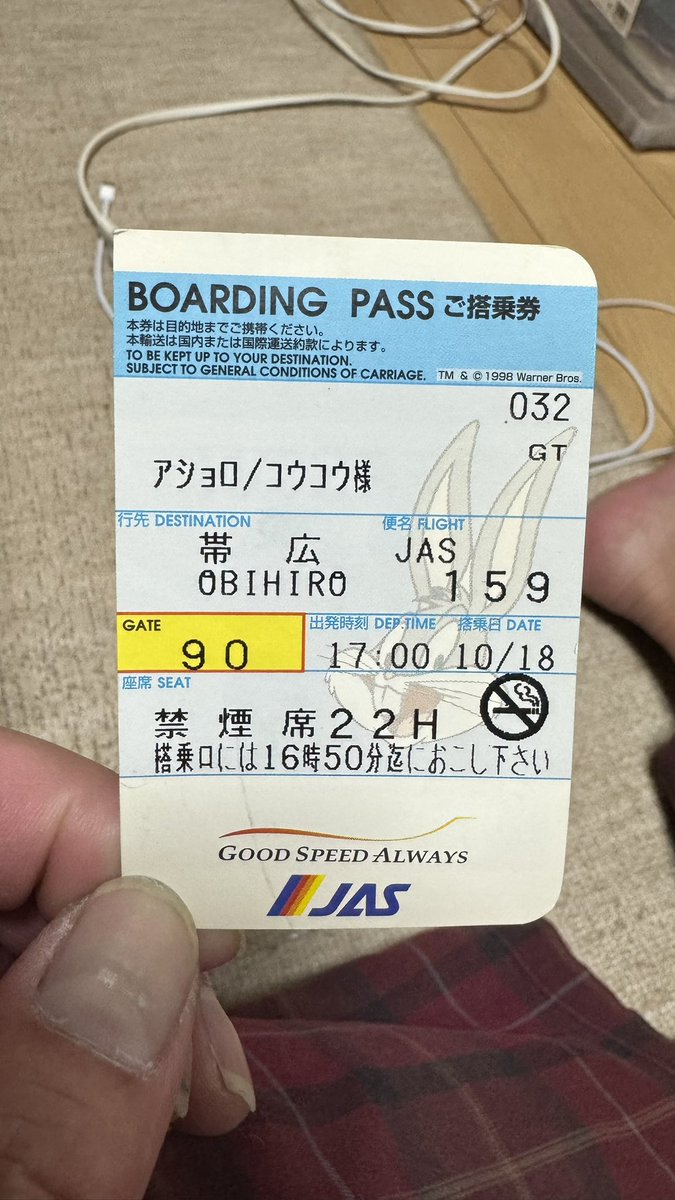 BOARDING PASS ご搭乗券
本券は目的地までご携帯ください。
本輸送は国内または国際運送約款によります。
TO BE KEPT UP TO YOUR DESTINATION.
SUBJECT TO GENERAL CONDITIONS OF CARRIAGE. TM & © 1998 Warner Bros.
032
GT
アショロ/コウコウ様
行先 DESTINATION 便名 FLIGHT
帯 広 JAS
OBIHIRO 159
GATE 出発時刻 DEP.TIME 搭乗日 DATE
90 17:00 10/18
座席 SEAT
禁 煙 席22H
搭乗口には16時50分迄におこし下さい
GOOD SPEED ALWAYS
JAS